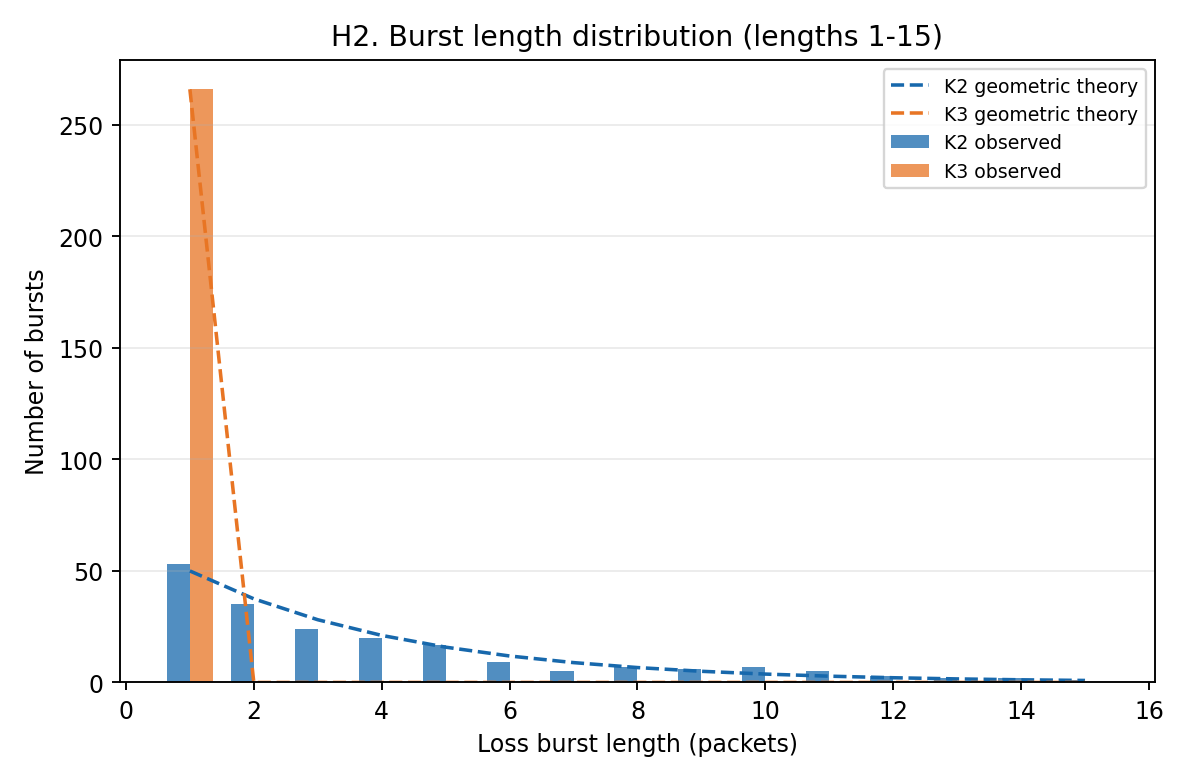 H2. Burst length distribution (lengths 1-15)
K2 geometric theory
K3 geometric theory
K2 observed
K3 observed
Number of bursts
250
200
150
100
50
0
0 2 4 6 8 10 12 14 16
Loss burst length (packets)